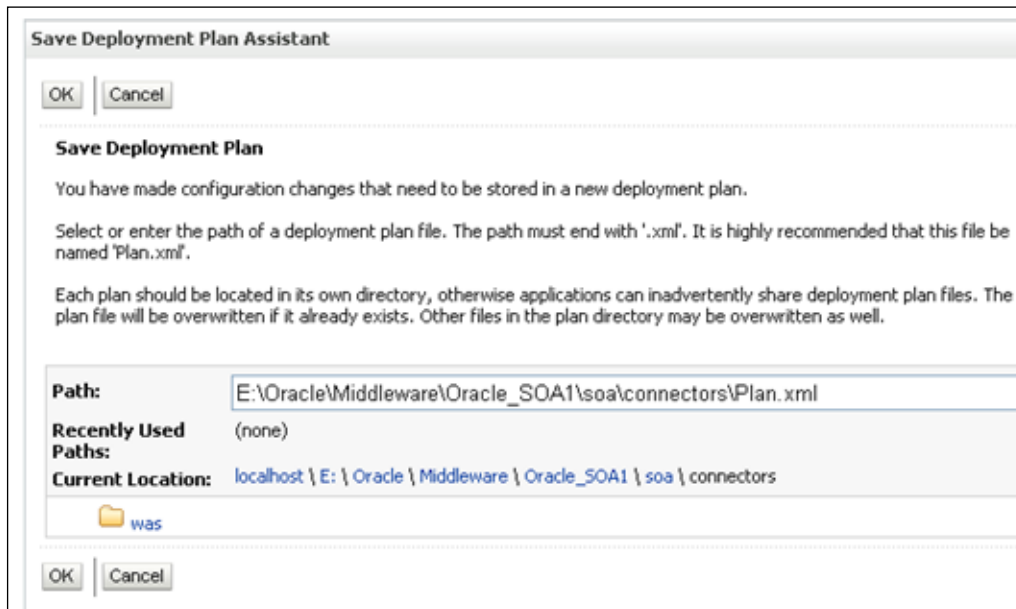 Save Deployment Plan Assistant
OK Cancel
Save Deployment Plan
You have made configuration changes that need to be stored in a new deployment plan.
Select or enter the path of a deployment plan file. The path must end with '.xml'. It is highly recommended that this file be
named 'Plan.xml'.
Each plan should be located in its own directory, otherwise applications can inadvertently share deployment plan files. The
plan file will be overwritten if it already exists. Other files in the plan directory may be overwritten as well.
Path: E:\Oracle\Middleware\Oracle_SOA1\soa\connectors\Plan.xml
Recently Used (none)
Paths:
Current Location: localhost \ E: \ Oracle \ Middleware \ Oracle_SOA1 \ soa \ connectors
was
OK Cancel